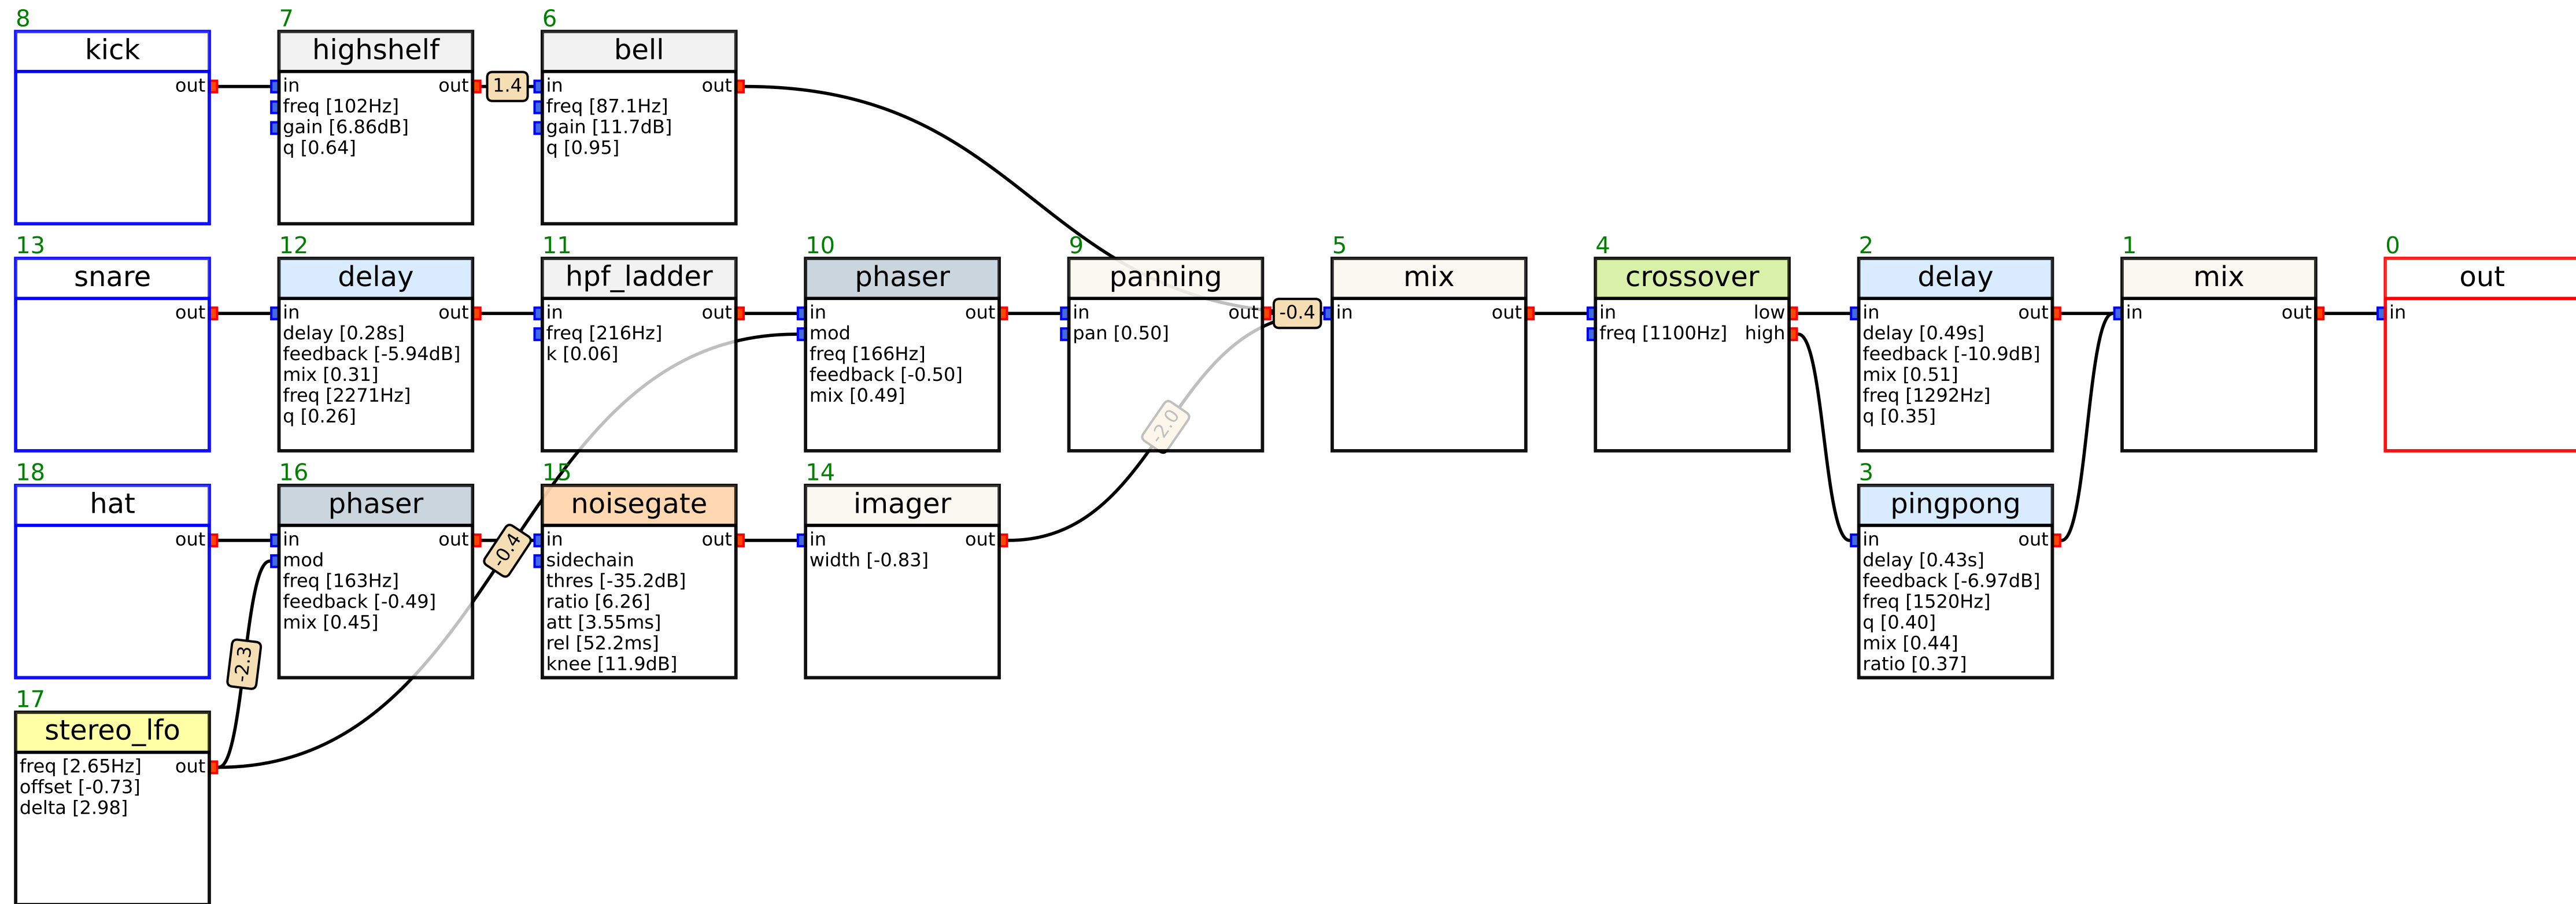 8
kick
out
7
highshelf
in out
freq [102Hz]
gain [6.86dB]
q [0.64]
1.4
6
bell
in out
freq [87.1Hz]
gain [11.7dB]
q [0.95]
13
snare
out
12
delay
in out
delay [0.28s]
feedback [-5.94dB]
mix [0.31]
freq [2271Hz]
q [0.26]
11
hpf_ladder
in out
freq [216Hz]
k [0.06]
10
phaser
in out
mod
freq [166Hz]
feedback [-0.50]
mix [0.49]
9
panning
in out
pan [0.50]
-0.4
-2.0
5
mix
in out
4
crossover
in low
freq [1100Hz] high
2
delay
in out
delay [0.49s]
feedback [-10.9dB]
mix [0.51]
freq [1292Hz]
q [0.35]
1
mix
in out
0
out
in
18
hat
out
16
phaser
in out
mod
freq [163Hz]
feedback [-0.49]
mix [0.45]
-2.3
-0.4
15
noisegate
in out
sidechain
thres [-35.2dB]
ratio [6.26]
att [3.55ms]
rel [52.2ms]
knee [11.9dB]
14
imager
in out
width [-0.83]
3
pingpong
in out
delay [0.43s]
feedback [-6.97dB]
freq [1520Hz]
q [0.40]
mix [0.44]
ratio [0.37]
17
stereo_lfo
freq [2.65Hz] out
offset [-0.73]
delta [2.98]